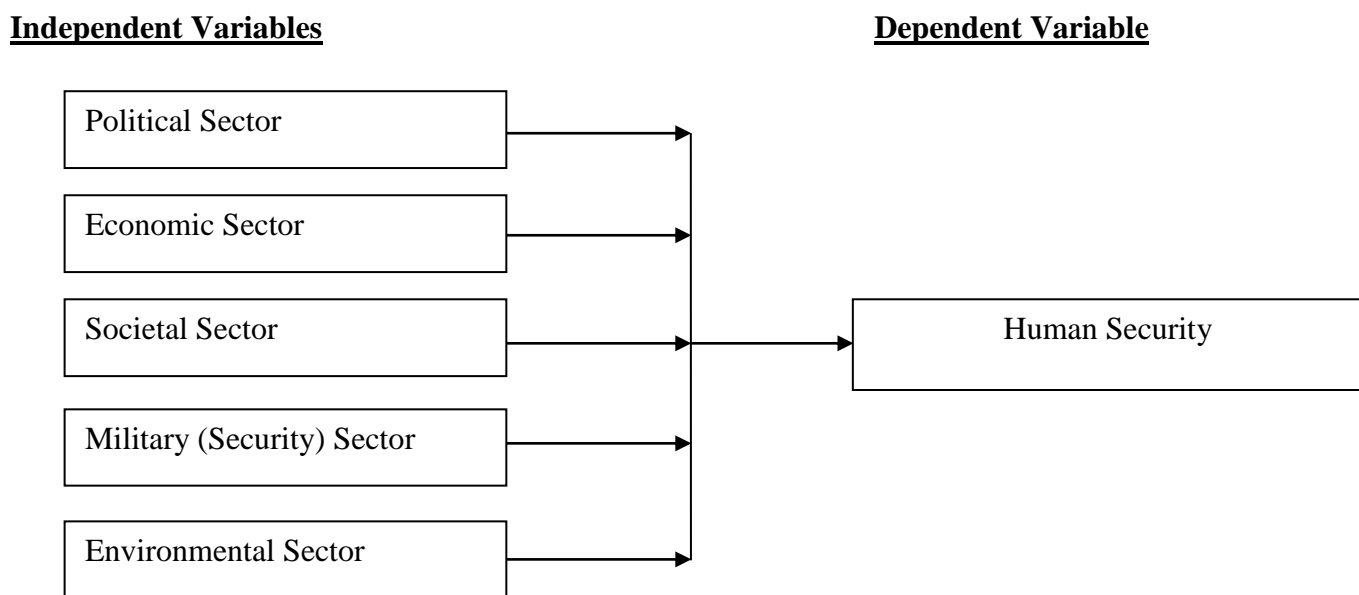 Independent Variables
Dependent Variable
Political Sector
Economic Sector
Societal Sector
Human Security
Military (Security) Sector
Environmental Sector